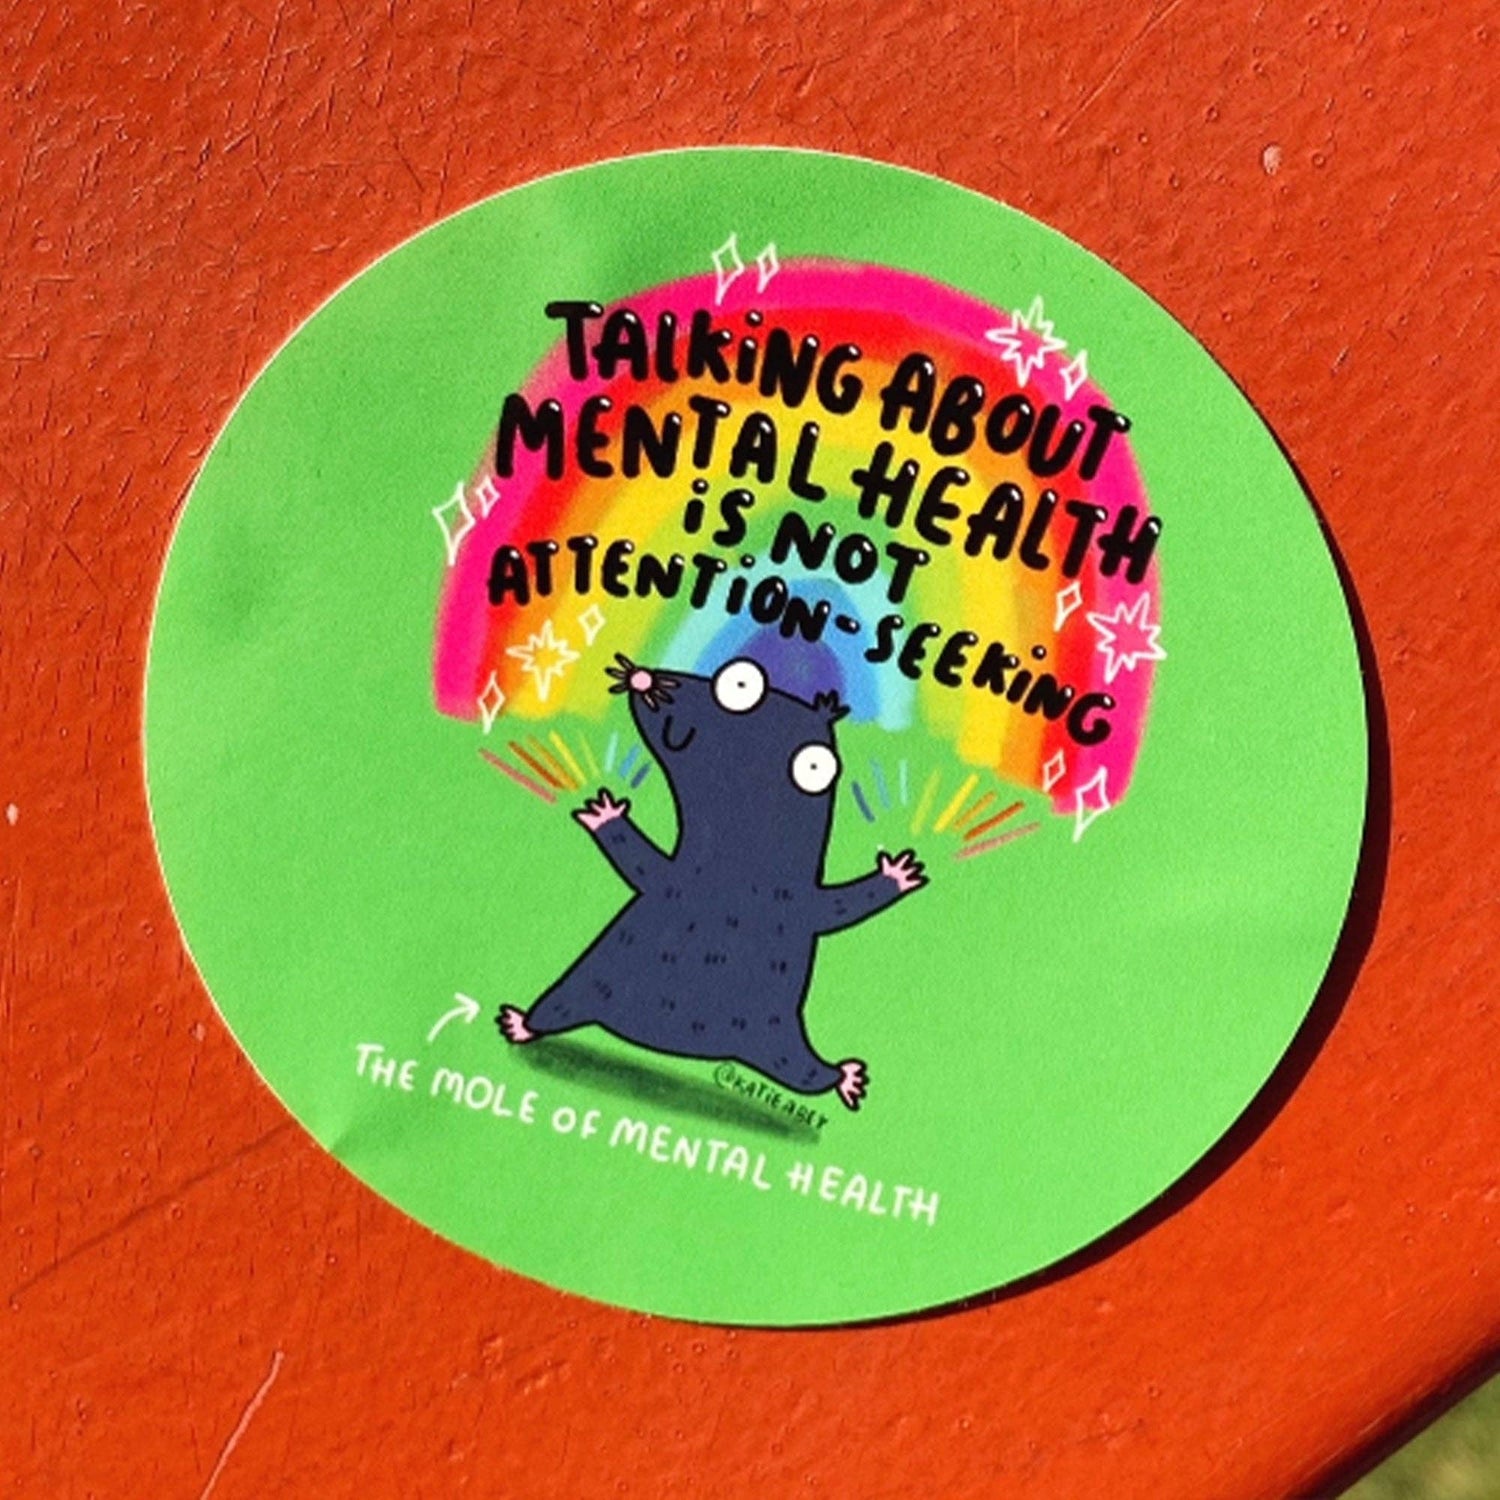 TALKiNG ABOUT
MENTAL HEALTH
iS NOT
ATTENTiON-SEEKiNG
@KATiEABEY
THE MOLE OF MENTAL HEALTH